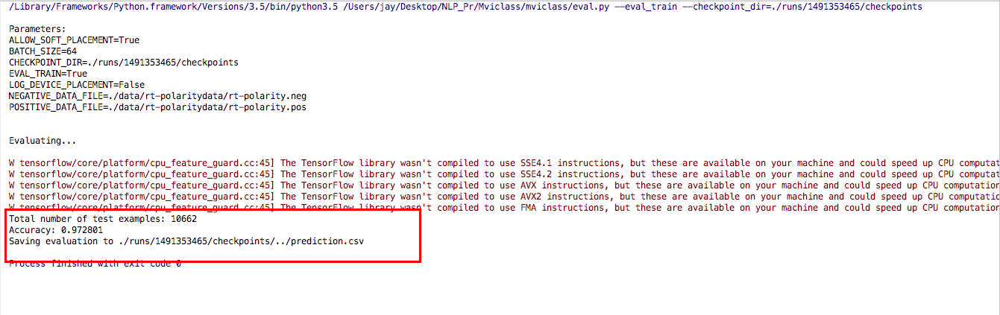 /Library/Frameworks/Python.framework/Versions/3.5/bin/python3.5 /Users/jay/Desktop/NLP_Pr/Mviclass/mviclass/eval.py --eval_train --checkpoint_dir=./runs/1491353465/checkpoints
Parameters:
ALLOW_SOFT_PLACEMENT=True
BATCH_SIZE=64
CHECKPOINT_DIR=./runs/1491353465/checkpoints
EVAL_TRAIN=True
LOG_DEVICE_PLACEMENT=False
NEGATIVE_DATA_FILE=./data/rt-polaritydata/rt-polarity.neg
POSITIVE_DATA_FILE=./data/rt-polaritydata/rt-polarity.pos
Evaluating...
W tensorflow/core/platform/cpu_feature_guard.cc:45] The TensorFlow library wasn't compiled to use SSE4.1 instructions, but these are available on your machine and could speed up CPU computat
W tensorflow/core/platform/cpu_feature_guard.cc:45] The TensorFlow library wasn't compiled to use SSE4.2 instructions, but these are available on your machine and could speed up CPU computat
W tensorflow/core/platform/cpu_feature_guard.cc:45] The TensorFlow library wasn't compiled to use AVX instructions, but these are available on your machine and could speed up CPU computation
W tensorflow/core/platform/cpu_feature_guard.cc:45] The TensorFlow library wasn't compiled to use AVX2 instructions, but these are available on your machine and could speed up CPU computatio
W tensorflow/core/platform/cpu_feature_guard.cc:45] The TensorFlow library wasn't compiled to use FMA instructions, but these are available on your machine and could speed up CPU computation
Total number of test examples: 10662
Accuracy: 0.972801
Saving evaluation to ./runs/1491353465/checkpoints/../prediction.csv
Process finished with exit code 0